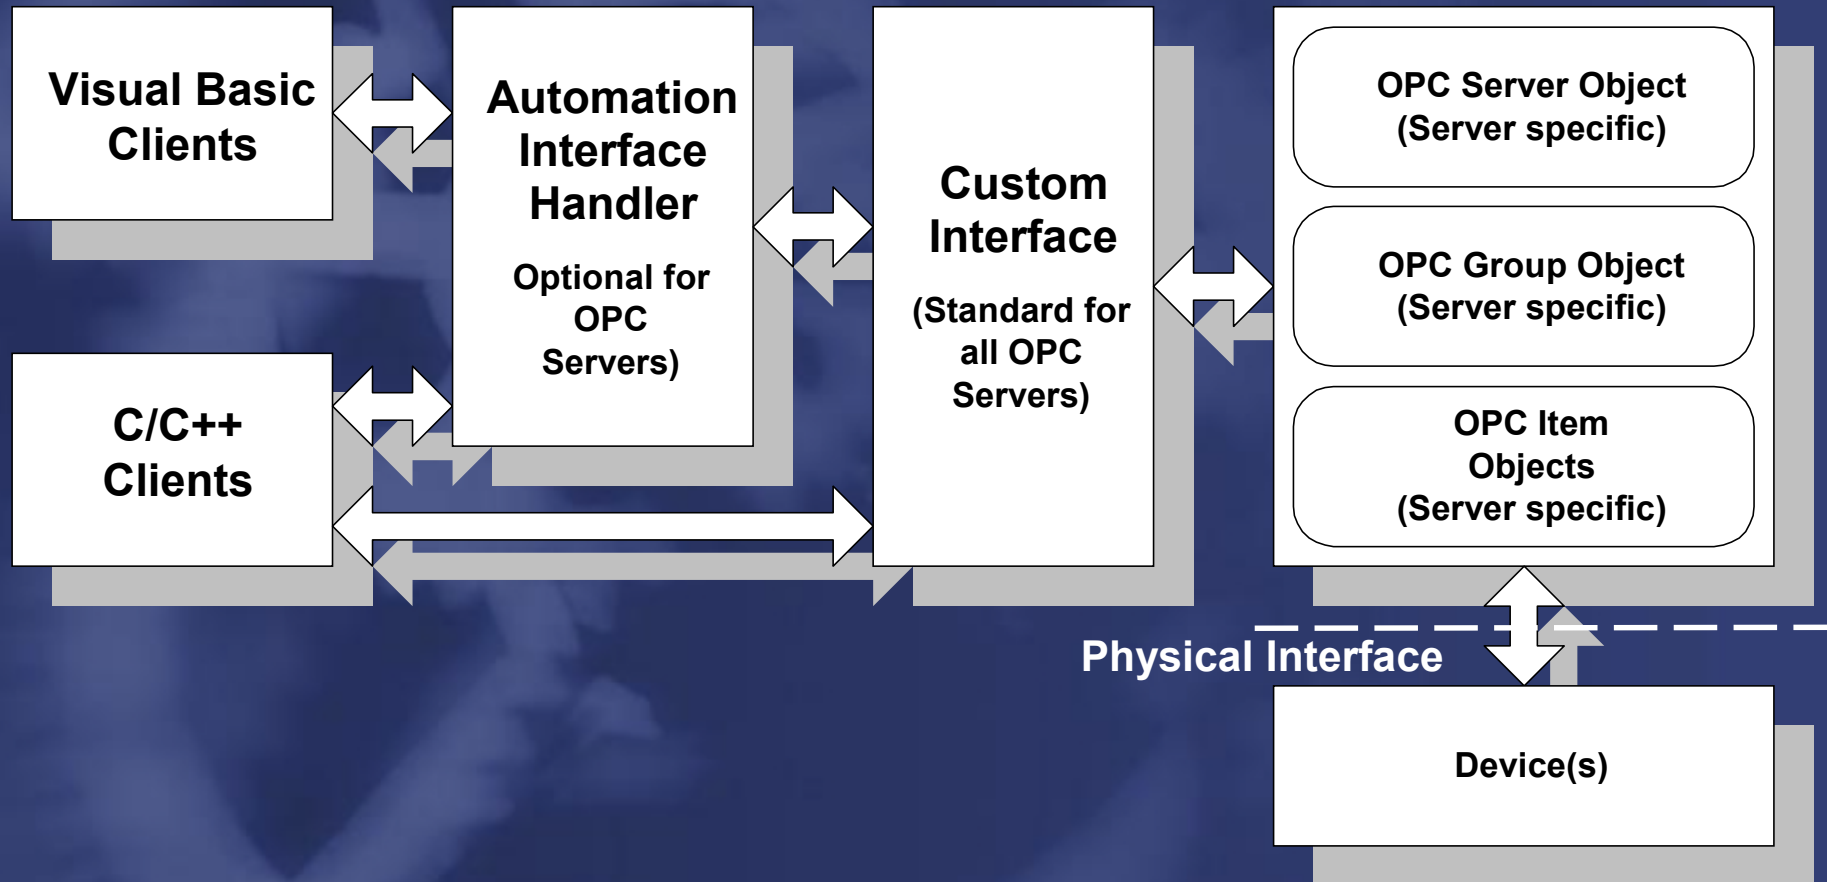 Visual Basic
Clients
Automation
Interface
Handler
Optional for
OPC
Servers)
Custom
Interface
(Standard for
all OPC
Servers)
OPC Server Object
(Server specific)
OPC Group Object
(Server specific)
OPC Item
Objects
(Server specific)
C/C++
Clients
Physical Interface
Device(s)